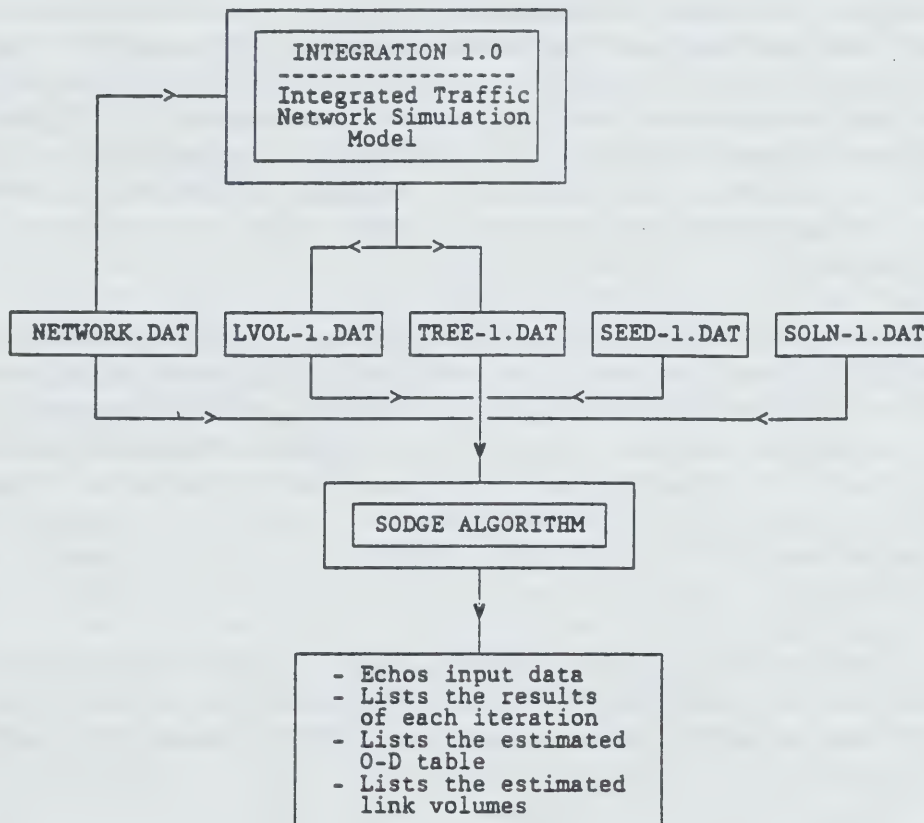 INTEGRATION 1.0
-----------------
Integrated Traffic
Network Simulation
Model
NETWORK.DAT
LVOL-1.DAT
TREE-1.DAT
SEED-1.DAT
SOLN-1.DAT
SODGE ALGORITHM
- Echos input data
- Lists the results
of each iteration
- Lists the estimated
O-D table
- Lists the estimated
link volumes